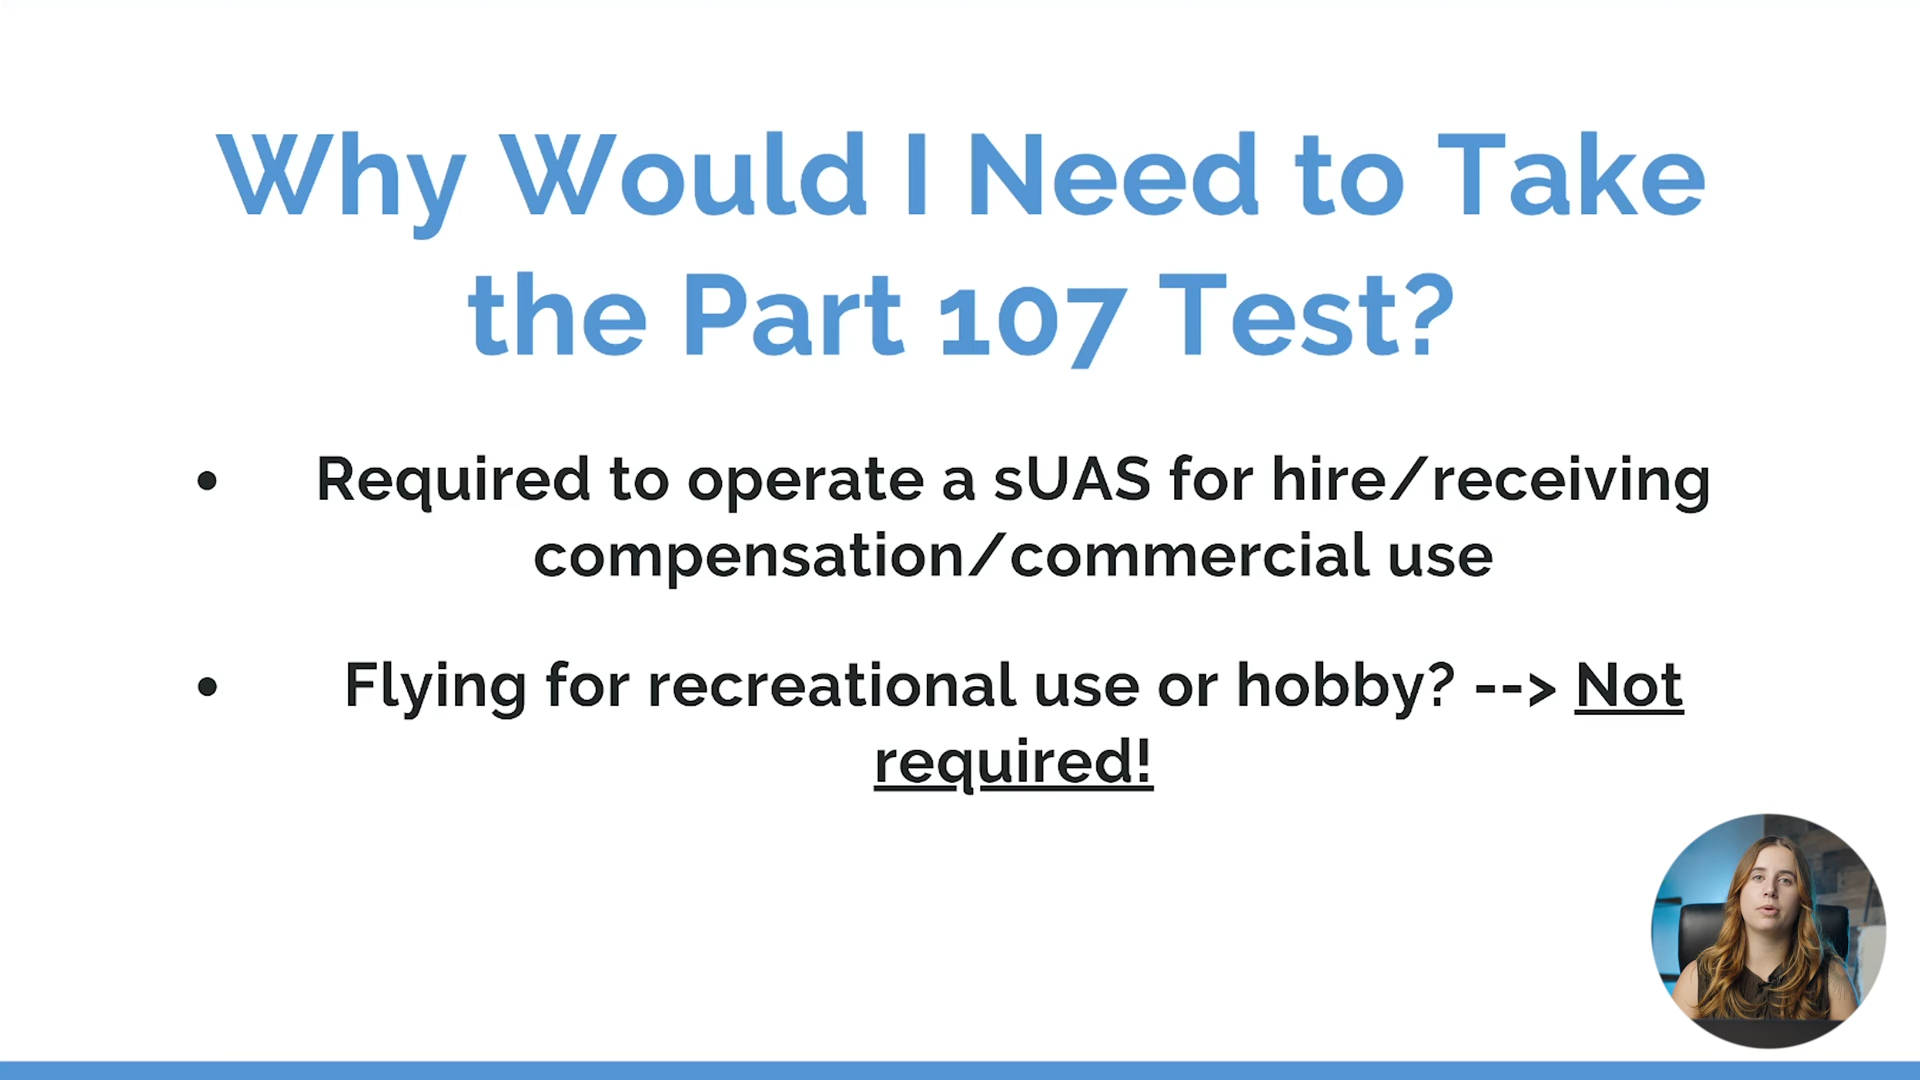 Why Would I Need to Take
the Part 107 Test?
• Required to operate a sUAS for hire/receiving
compensation/commercial use
• Flying for recreational use or hobby? --> Not
required!